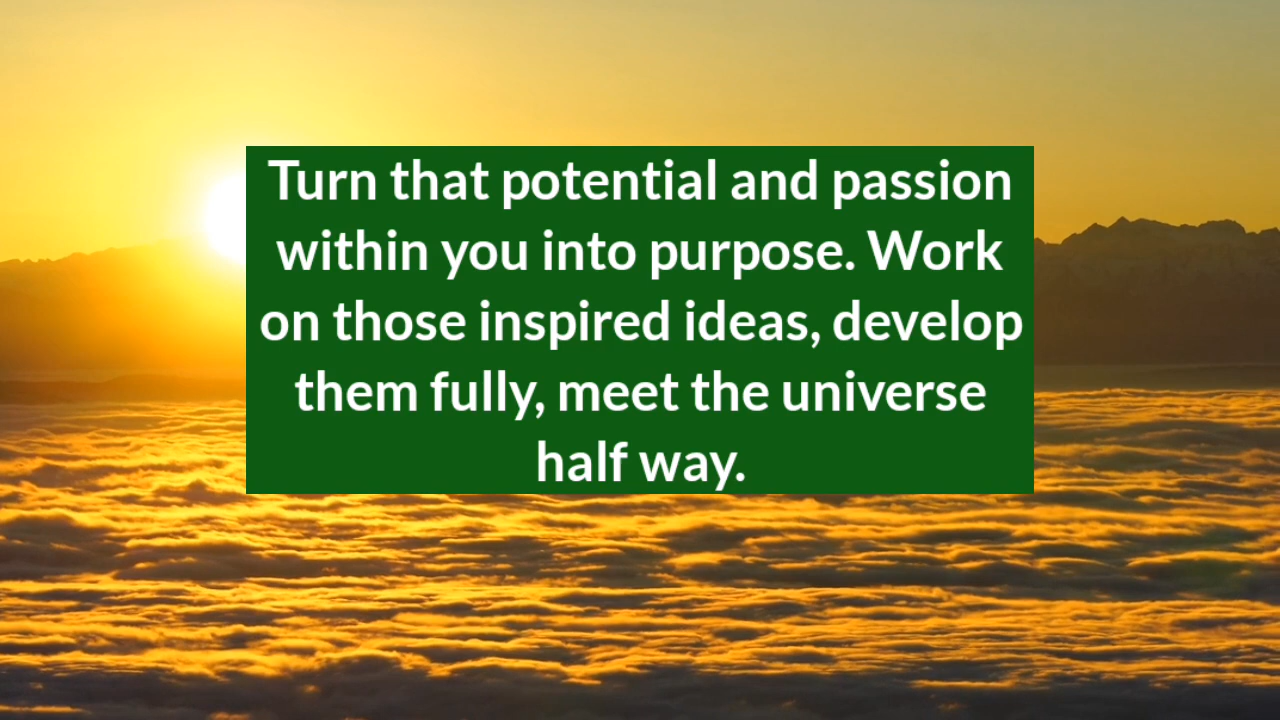 Turn that potential and passion
within you into purpose. Work
on those inspired ideas, develop
them fully, meet the universe
half way.